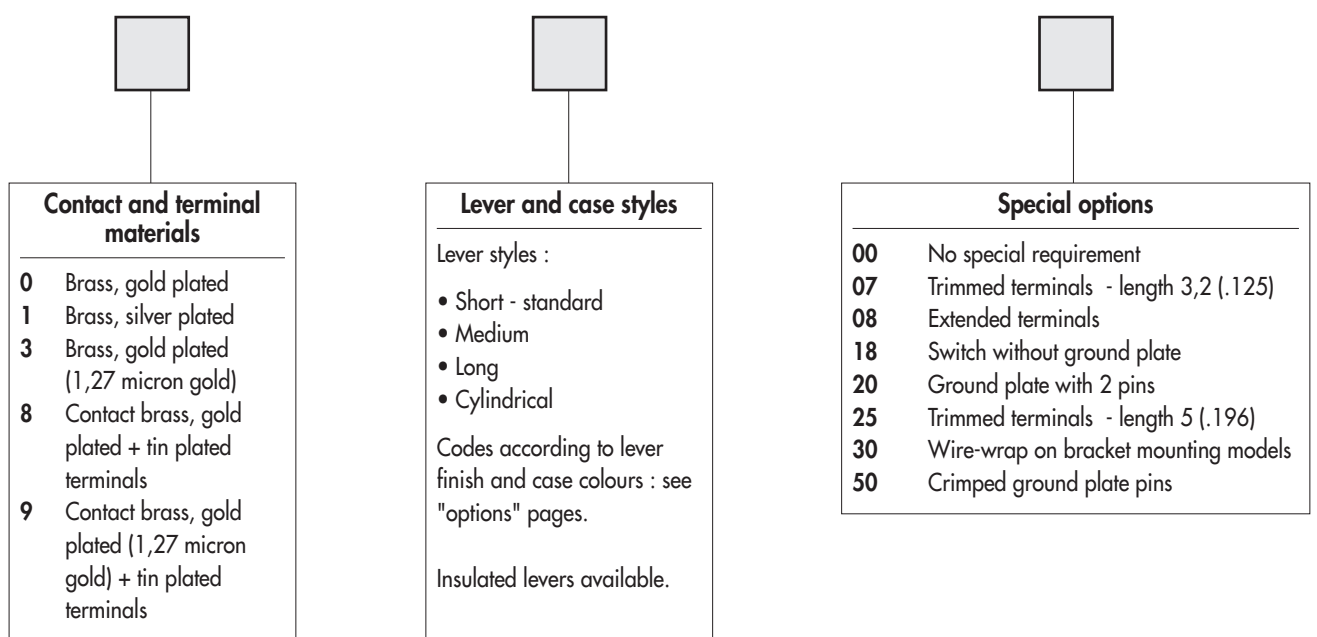 Contact and terminal
materials
0 Brass, gold plated
1 Brass, silver plated
3 Brass, gold plated
(1,27 micron gold)
8 Contact brass, gold
plated + tin plated
terminals
9 Contact brass, gold
plated (1,27 micron
gold) + tin plated
terminals
Lever and case styles
Lever styles :
• Short - standard
• Medium
• Long
• Cylindrical
Codes according to lever
finish and case colours : see
"options" pages.
Insulated levers available.
Special options
00 No special requirement
07 Trimmed terminals - length 3,2 (.125)
08 Extended terminals
18 Switch without ground plate
20 Ground plate with 2 pins
25 Trimmed terminals - length 5 (.196)
30 Wire-wrap on bracket mounting models
50 Crimped ground plate pins